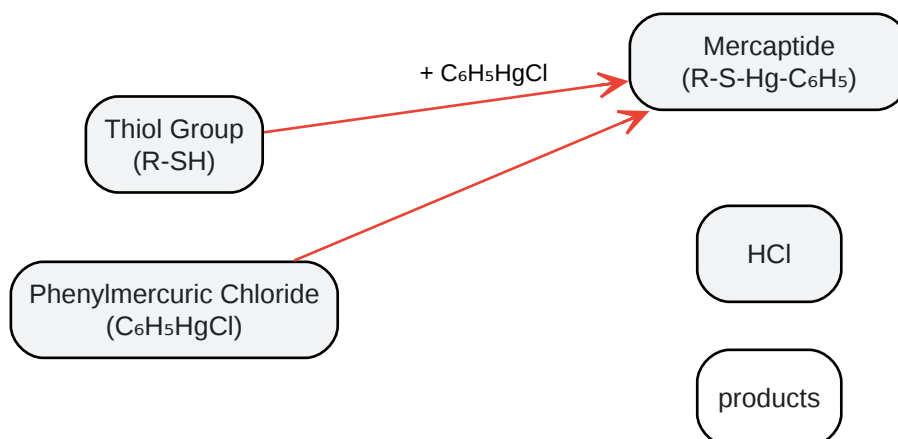 + C₆H₅HgCl
Mercaptide
(R-S-Hg-C₆H₅)
Thiol Group
(R-SH)
Phenylmercuric Chloride
(C₆H₅HgCl)
HCl
products